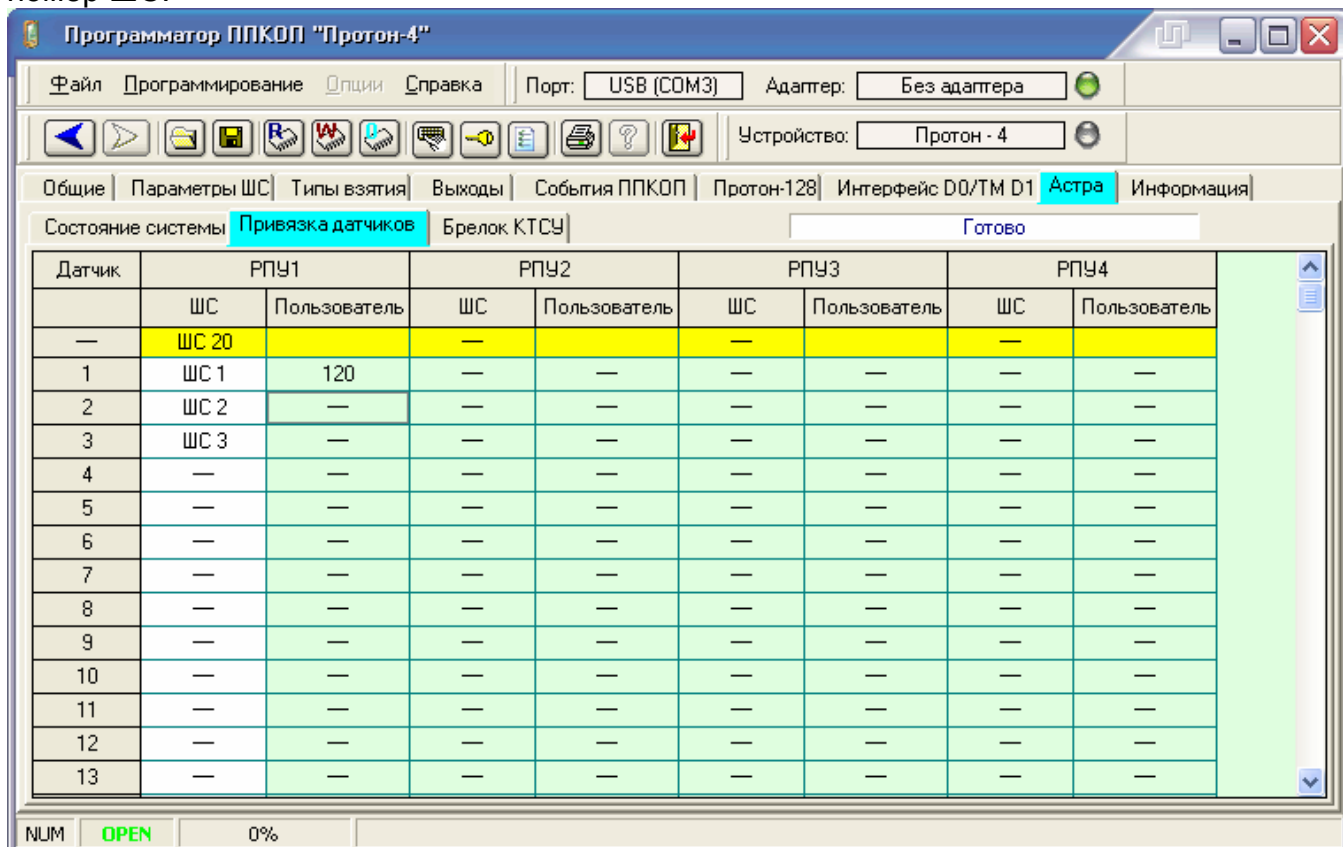 номер ШС.
Программатор ППКОП "Протон-4"
Файл Программирование Опции Справка Порт: USB (COM3) Адаптер: Без адаптера
Устройство: Протон - 4
Общие Параметры ШС Типы взятия Выходы События ППКОП Протон-128 Интерфейс D0/TM D1 Астра Информация
Состояние системы Привязка датчиков Брелок КТСУ Готово
Датчик РПУ1 РПУ2 РПУ3 РПУ4
ШС Пользователь ШС Пользователь ШС Пользователь ШС Пользователь
— ШС 20 — — —
1 ШС 1 120 — — — — — —
2 ШС 2 — — — — — — —
3 ШС 3 — — — — — — —
4 — — — — — — — —
5 — — — — — — — —
6 — — — — — — — —
7 — — — — — — — —
8 — — — — — — — —
9 — — — — — — — —
10 — — — — — — — —
11 — — — — — — — —
12 — — — — — — — —
13 — — — — — — — —
NUM OPEN 0%